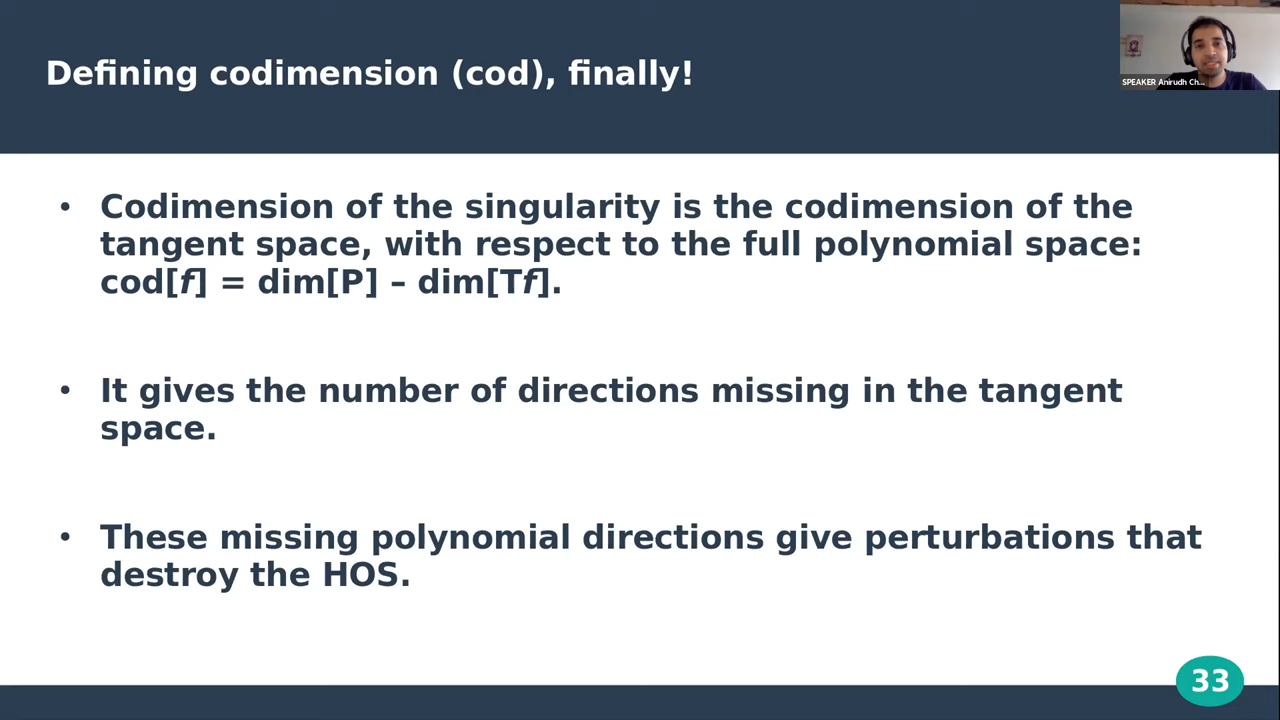 Defining codimension (cod), finally!
SPEAKER Anirudh Ch...
• Codimension of the singularity is the codimension of the
tangent space, with respect to the full polynomial space:
cod[f] = dim[P] – dim[Tf].
• It gives the number of directions missing in the tangent
space.
• These missing polynomial directions give perturbations that
destroy the HOS.
33